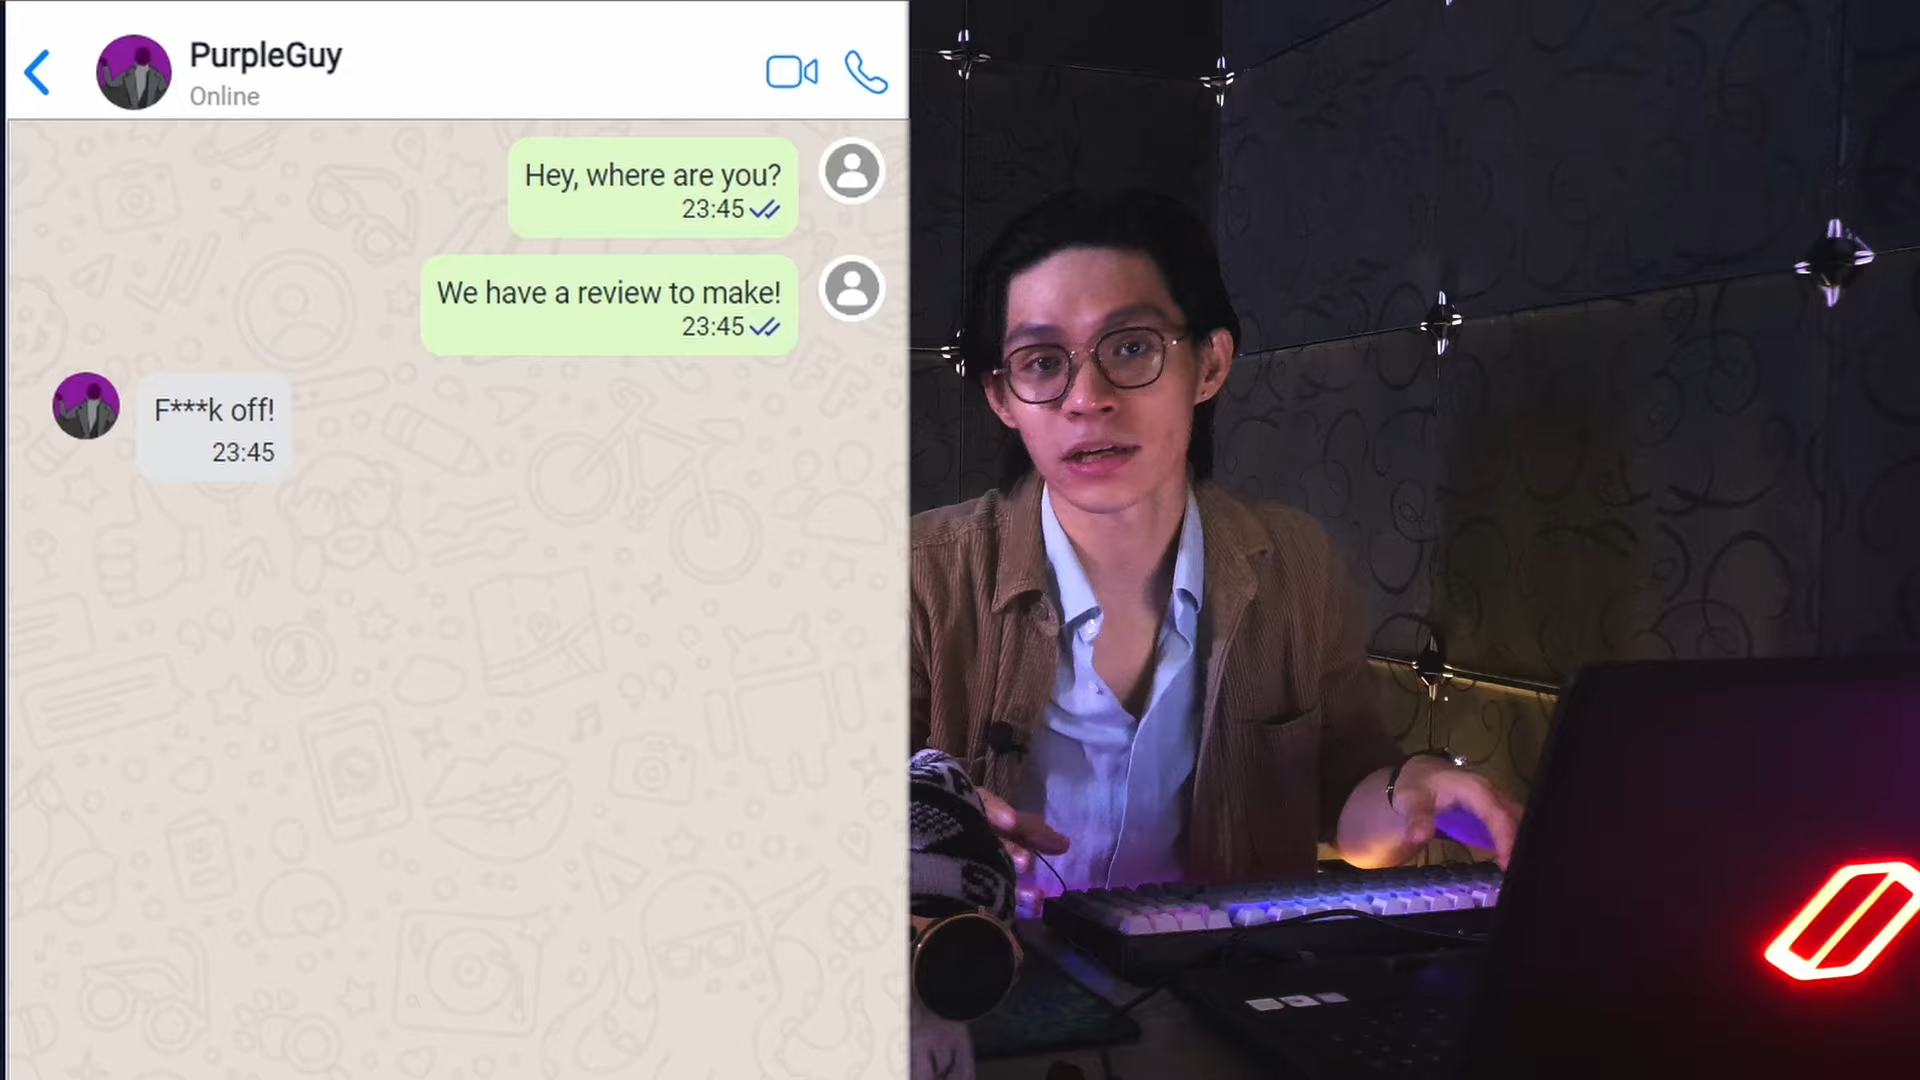 PurpleGuy
Online
Hey, where are you?
23:45
We have a review to make!
23:45
F***k off!
23:45